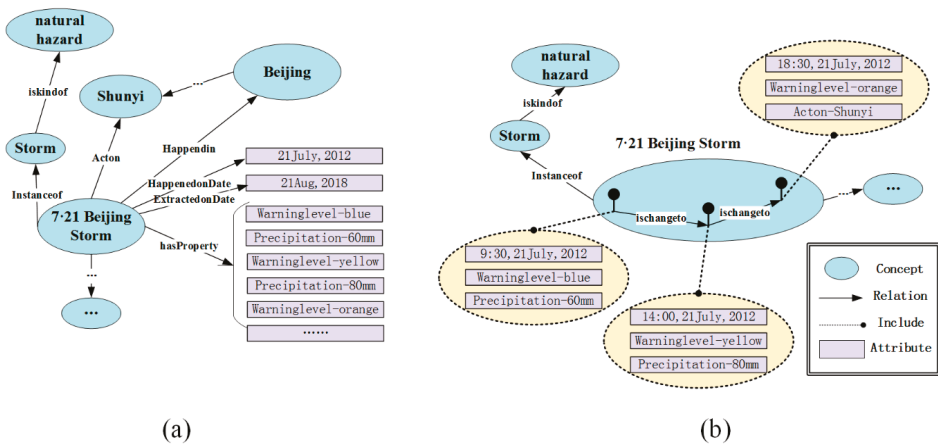 natural
hazard
iskindof
Shunyi
...
Beijing
Storm
Acton
Happendin
Instanceof
21July,2012
HappenedonDate
21Aug,2018
ExtractedonDate
7·21 Beijing
Storm
hasProperty
Warninglevel-blue
Precipitation-60mm
Warninglevel-yellow
Precipitation-80mm
Warninglevel-orange
......
...
...
(a)
natural
hazard
iskindof
Storm
Instanceof
7·21 Beijing Storm
18:30,21July,2012
Warninglevel-orange
Acton-Shunyi
ischangeto
ischangeto
...
...
9:30,21July,2012
Warninglevel-blue
Precipitation-60mm
14:00,21July,2012
Warninglevel-yellow
Precipitation-80mm
Concept
Relation
Include
Attribute
(b)